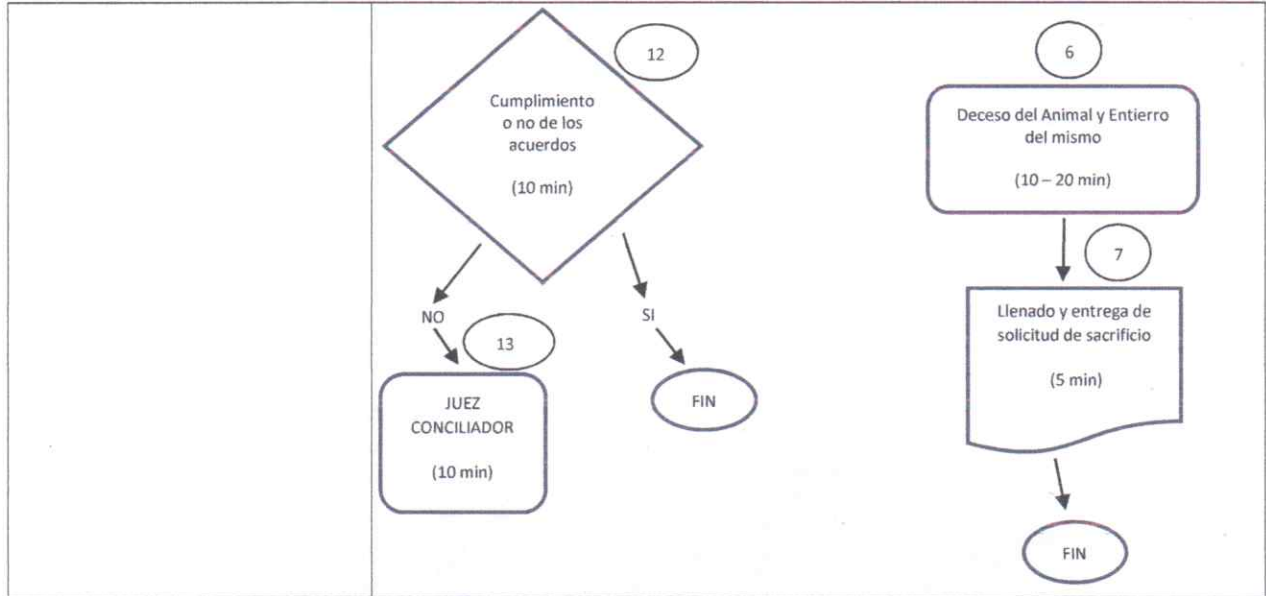 12
Cumplimiento
o no de los
acuerdos
(10 min)
NO
SI
13
JUEZ
CONCILIADOR
(10 min)
FIN
6
Deceso del Animal y Entierro
del mismo
(10 – 20 min)
7
Llenado y entrega de
solicitud de sacrificio
(5 min)
FIN